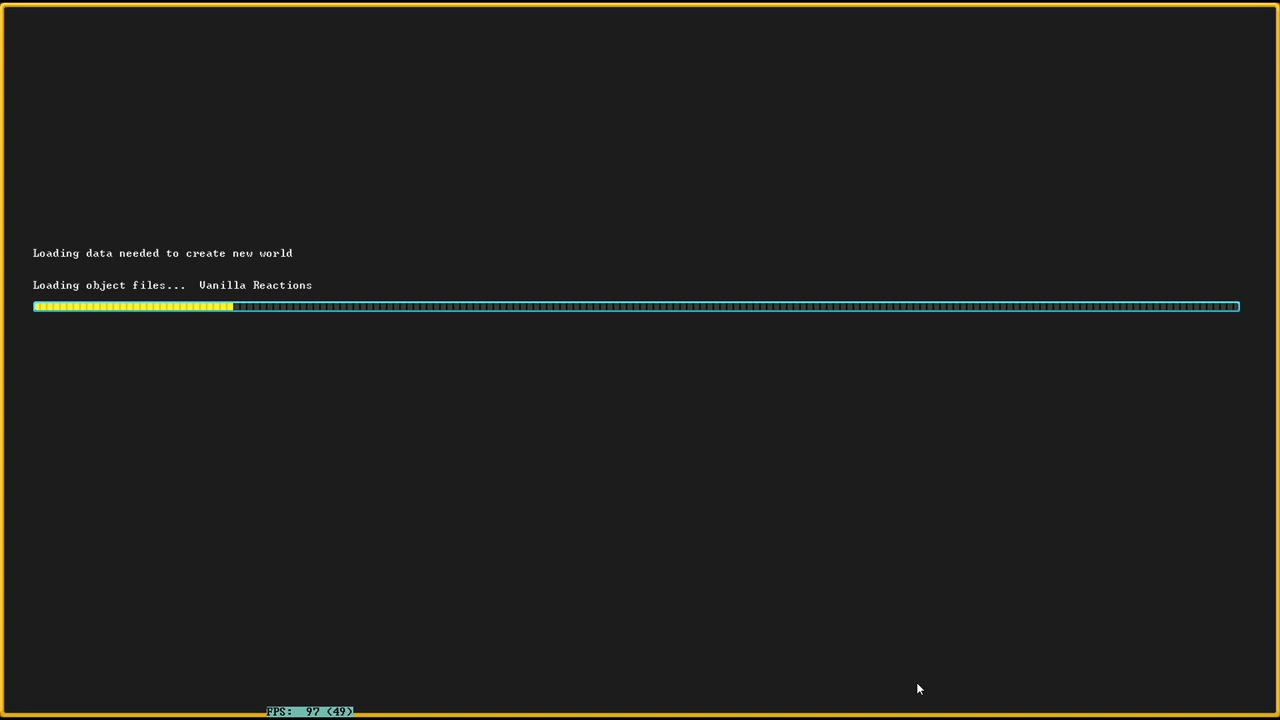 Loading data needed to create new world
Loading object files...  Vanilla Reactions
FPS:  97 (49)